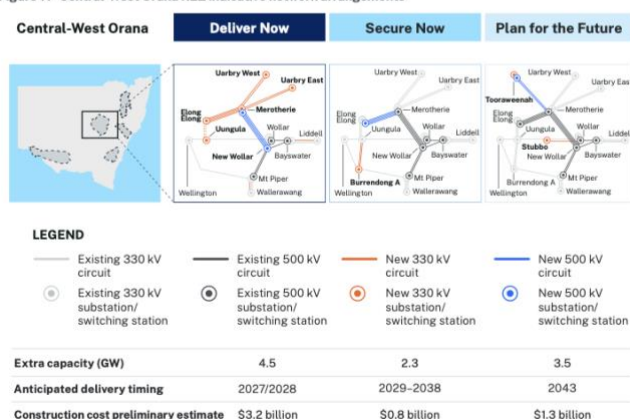 Central-West Orana
Deliver Now
Secure Now
Plan for the Future
Uarbry West
Uarbry East
Merotherie
Elong
Elong
Uungula
Wollar
Liddell
New Wollar
Bayswater
Mt Piper
Wellington
Wallerawang
Uarbry West
Uarbry East
Merotherie
Elong
Elong
Uungula
Wollar
Liddell
New Wollar
Bayswater
Burrendong A
Mt Piper
Wellington
Wallerawang
Uarbry West
Uarbry Eas
Tooraweenah
Merotherie
Elong
Elong
Uungula
Wollar
Liddell
Stubbo
New Wollar
Bayswater
Burrendong A
Mt Piper
Wellington
Wallerawang
LEGEND
Existing 330 kV
circuit
Existing 500 kV
circuit
New 330 kV
circuit
New 500 kV
circuit
Existing 330 kV
substation/
switching station
Existing 500 kV
substation/
switching station
New 330 kV
substation/
switching station
New 500 kV
substation/
switching station
Extra capacity (GW) 4.5 2.3 3.5
Anticipated delivery timing 2027/2028 2029–2038 2043
Construction cost preliminary estimate $3.2 billion $0.8 billion $1.3 billion